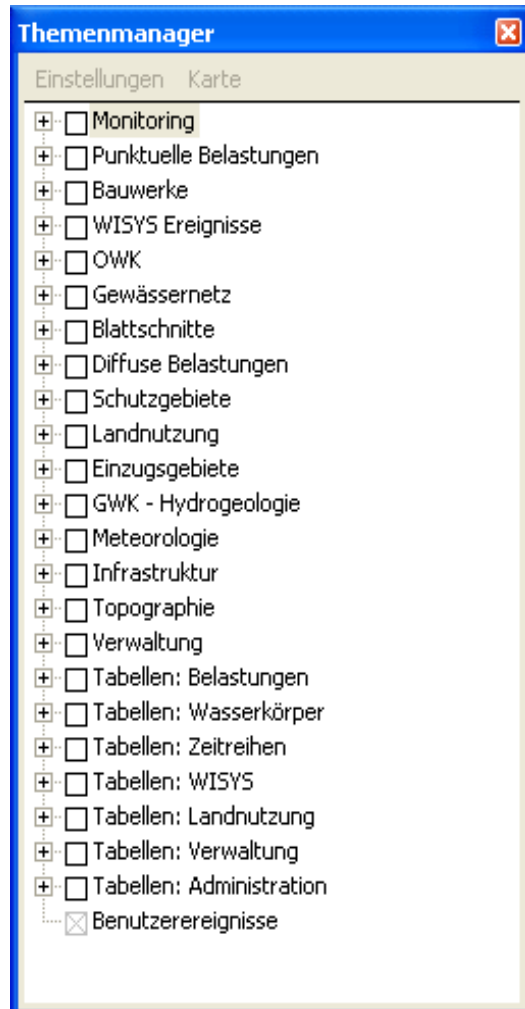 Themenmanager
Einstellungen Karte
Monitoring
Punktuelle Belastungen
Bauwerke
WISYS Ereignisse
OWK
Gewässernetz
Blattschnitte
Diffuse Belastungen
Schutzgebiete
Landnutzung
Einzugsgebiete
GWK - Hydrogeologie
Meteorologie
Infrastruktur
Topographie
Verwaltung
Tabellen: Belastungen
Tabellen: Wasserkörper
Tabellen: Zeitreihen
Tabellen: WISYS
Tabellen: Landnutzung
Tabellen: Verwaltung
Tabellen: Administration
Benutzerereignisse